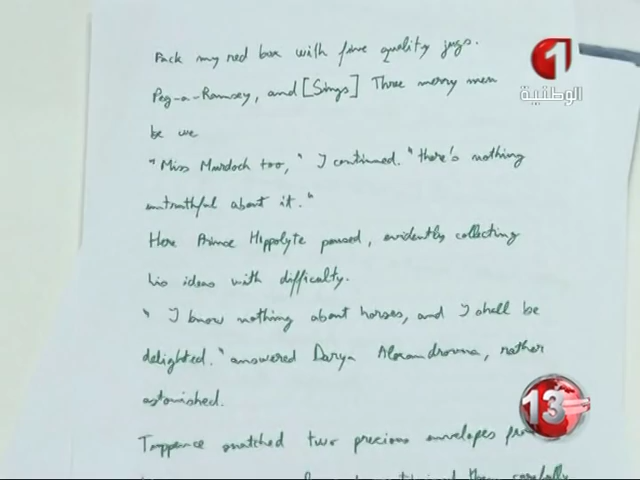 1
الوطنية
Pack my red box with five quality jugs.
Peg-a-Ramsey, and [Sings] Three merry men
be we
"Miss Murdoch too," I continued. "there's nothing
untruthful about it."
Here Prince Hippolyte paused, evidently collecting
his ideas with difficulty.
" I know nothing about horses, and I shall be
delighted." answered Darya Alexandrovna, rather
astonished.
13
Tuppence snatched two precious envelopes from
them carefully